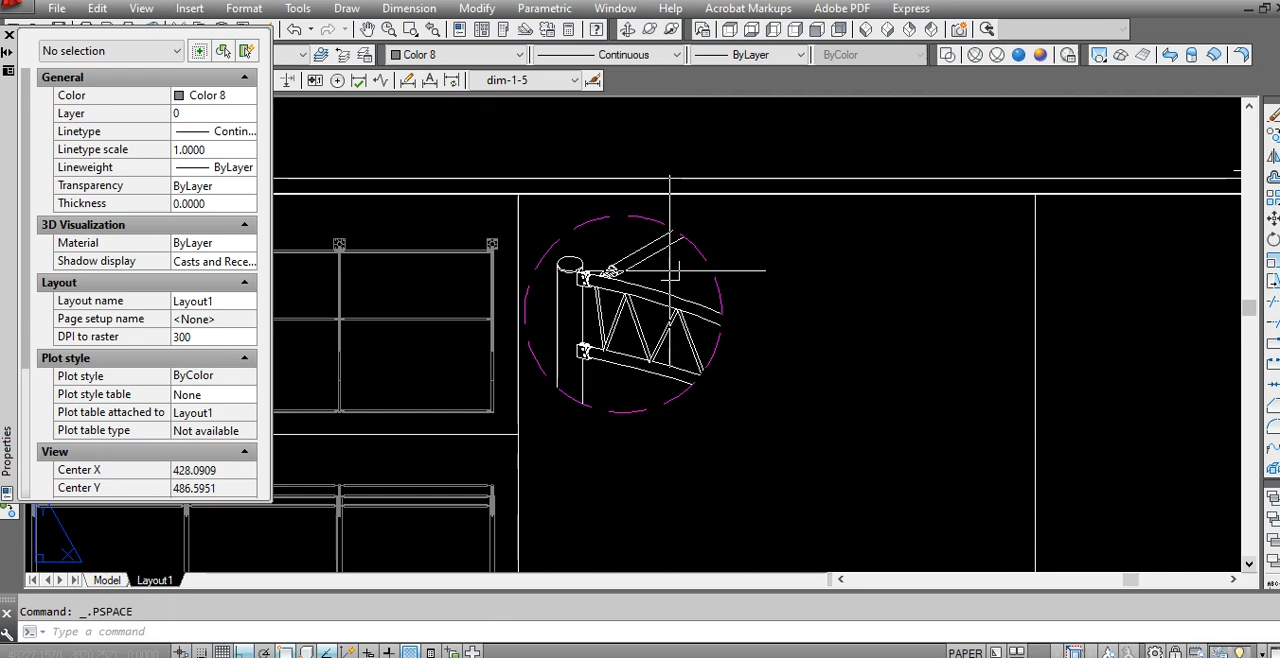 File Edit View Insert Format Tools Draw Dimension Modify Parametric Window Help Acrobat Markups Adobe PDF Express
No selection
Color 8 Continuous ByLayer ByColor
General
dim-1-5
Color Color 8
Layer 0
Linetype Contin...
Linetype scale 1.0000
Lineweight ByLayer
Transparency ByLayer
Thickness 0.0000
3D Visualization
Material ByLayer
Shadow display Casts and Rece...
Layout
Layout name Layout1
Page setup name <None>
DPI to raster 300
Plot style
Plot style ByColor
Plot style table None
Plot table attached to Layout1
Plot table type Not available
View
Center X 428.0909
Center Y 486.5951
Properties
X
Model Layout1
Command: _.PSPACE
Type a command
PAPER